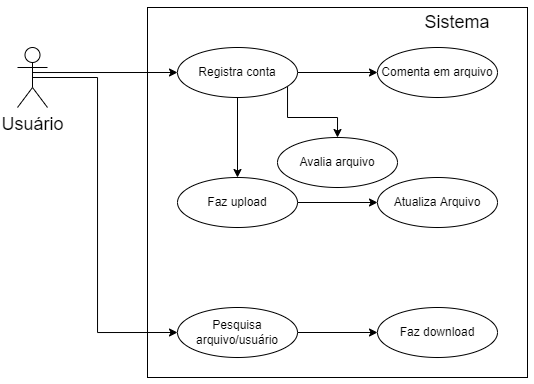 Sistema
Registra conta
Comenta em arquivo
Usuário
Avalia arquivo
Faz upload
Atualiza Arquivo
Pesquisa
arquivo/usuário
Faz download